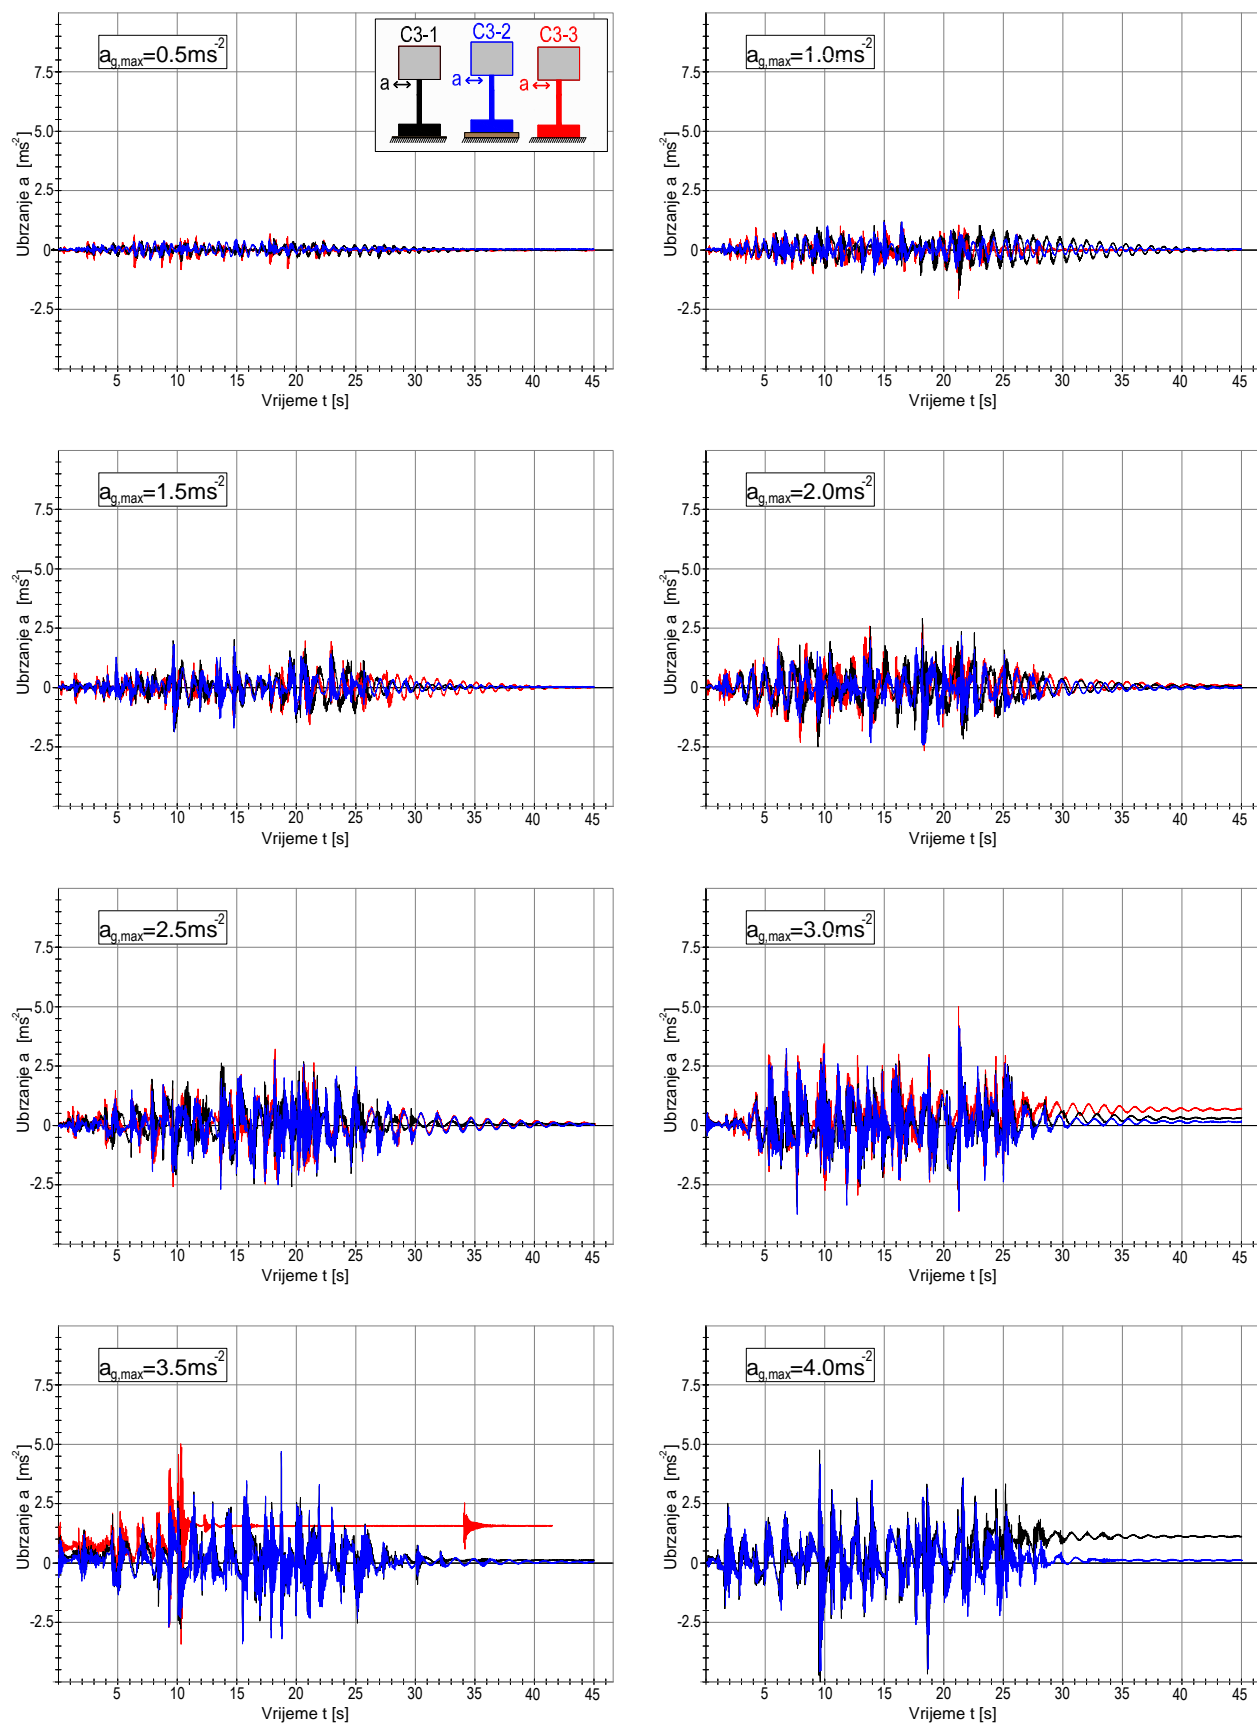 a_g,max=0.5ms^-2
C3-1 C3-2 C3-3
a a a
Ubrzanje a [ms^-2]
7.5
5.0
2.5
0
-2.5
5 10 15 20 25 30 35 40 45
Vrijeme t [s]
a_g,max=1.0ms^-2
Ubrzanje a [ms^-2]
7.5
5.0
2.5
0
-2.5
5 10 15 20 25 30 35 40 45
Vrijeme t [s]
a_g,max=1.5ms^-2
Ubrzanje a [ms^-2]
7.5
5.0
2.5
0
-2.5
5 10 15 20 25 30 35 40 45
Vrijeme t [s]
a_g,max=2.0ms^-2
Ubrzanje a [ms^-2]
7.5
5.0
2.5
0
-2.5
5 10 15 20 25 30 35 40 45
Vrijeme t [s]
a_g,max=2.5ms^-2
Ubrzanje a [ms^-2]
7.5
5.0
2.5
0
-2.5
5 10 15 20 25 30 35 40 45
Vrijeme t [s]
a_g,max=3.0ms^-2
Ubrzanje a [ms^-2]
7.5
5.0
2.5
0
-2.5
5 10 15 20 25 30 35 40 45
Vrijeme t [s]
a_g,max=3.5ms^-2
Ubrzanje a [ms^-2]
7.5
5.0
2.5
0
-2.5
5 10 15 20 25 30 35 40 45
Vrijeme t [s]
a_g,max=4.0ms^-2
Ubrzanje a [ms^-2]
7.5
5.0
2.5
0
-2.5
5 10 15 20 25 30 35 40 45
Vrijeme t [s]